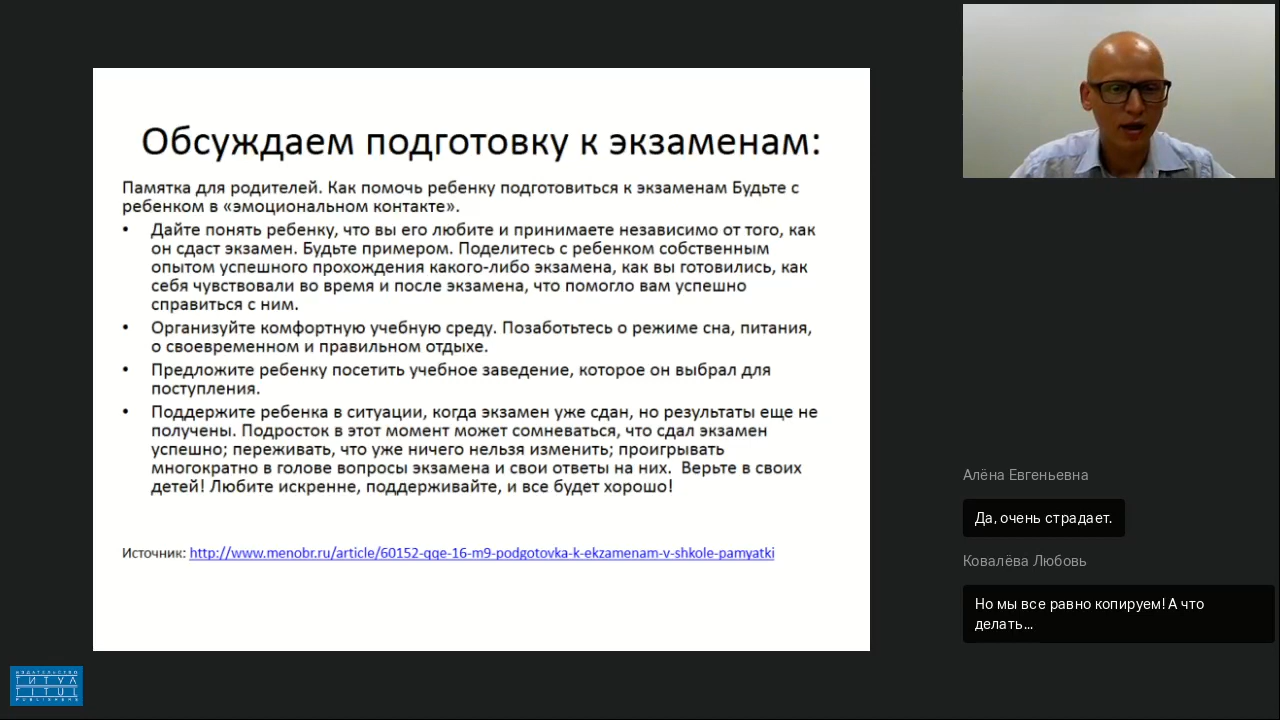 Обсуждаем подготовку к экзаменам:
Памятка для родителей. Как помочь ребенку подготовиться к экзаменам Будьте с
ребенком в «эмоциональном контакте».
• Дайте понять ребенку, что вы его любите и принимаете независимо от того, как
он сдаст экзамен. Будьте примером. Поделитесь с ребенком собственным
опытом успешного прохождения какого-либо экзамена, как вы готовились, как
себя чувствовали во время и после экзамена, что помогло вам успешно
справиться с ним.
• Организуйте комфортную учебную среду. Позаботьтесь о режиме сна, питания,
о своевременном и правильном отдыхе.
• Предложите ребенку посетить учебное заведение, которое он выбрал для
поступления.
• Поддержите ребенка в ситуации, когда экзамен уже сдан, но результаты еще не
получены. Подросток в этот момент может сомневаться, что сдал экзамен
успешно; переживать, что уже ничего нельзя изменить; проигрывать
многократно в голове вопросы экзамена и свои ответы на них. Верьте в своих
детей! Любите искренне, поддерживайте, и все будет хорошо!
Источник: http://www.menobr.ru/article/60152-qqe-16-m9-podgotovka-k-ekzamenam-v-shkole-pamyatki
Алёна Евгеньевна
Да, очень страдает.
Ковалёва Любовь
Но мы все равно копируем! А что
делать...
ИЗДАТЕЛЬСТВО
ТИТУЛ
TITUL
PUBLISHERS